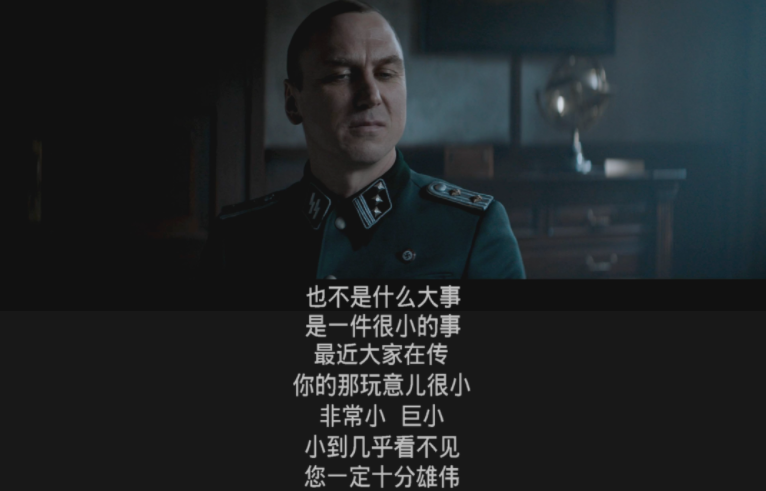 也不是什么大事
是一件很小的事
最近大家在传
你的那玩意儿很小
非常小 巨小
小到几乎看不见
您一定十分雄伟